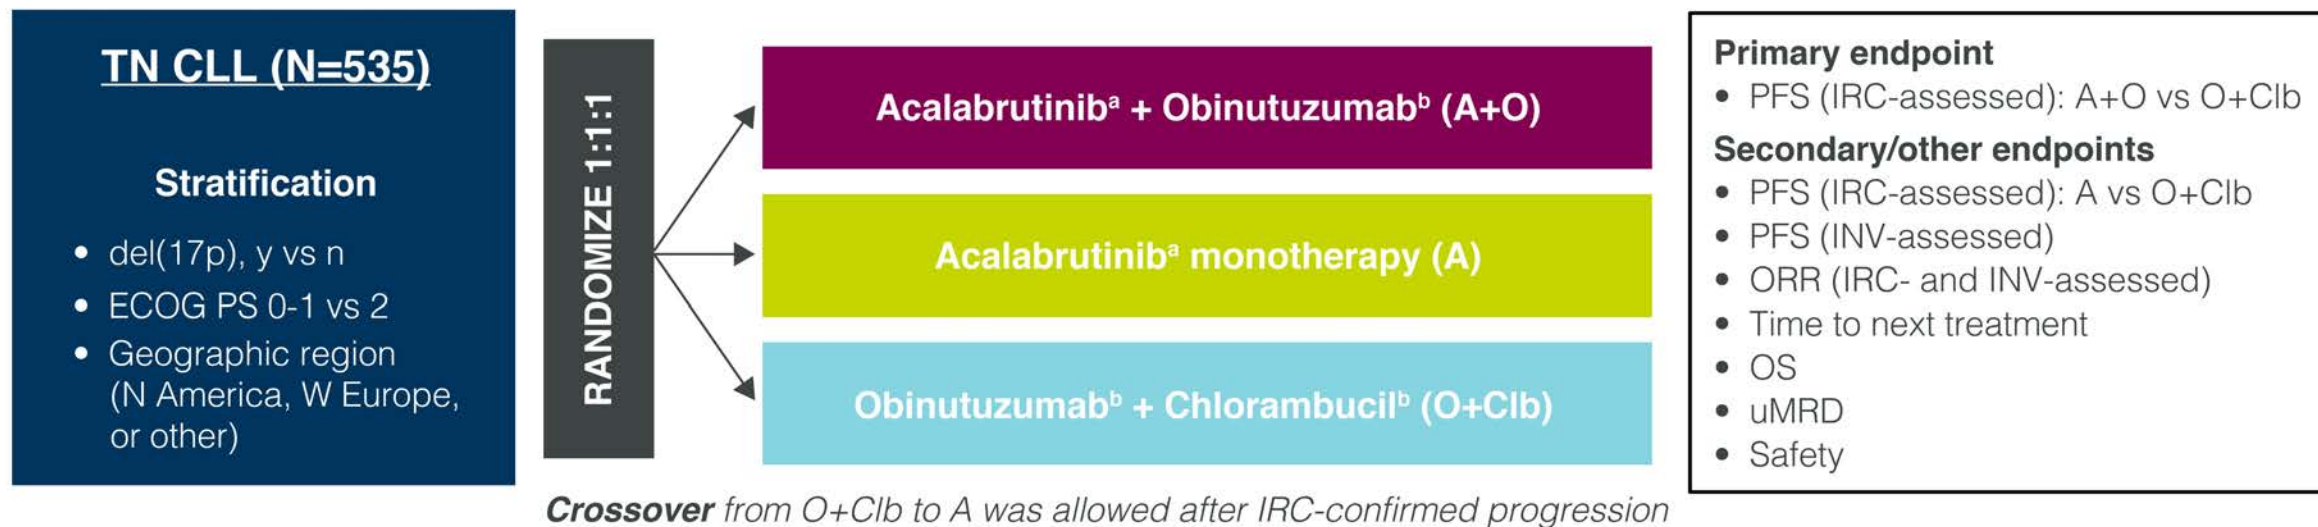 TN CLL (N=535)
Stratification
• del(17p), y vs n
• ECOG PS 0-1 vs 2
• Geographic region
(N America, W Europe,
or other)
RANDOMIZE 1:1:1
Acalabrutinibᵃ + Obinutuzumabᵇ (A+O)
Acalabrutinibᵃ monotherapy (A)
Obinutuzumabᵇ + Chlorambucilᵇ (O+Clb)
Crossover from O+Clb to A was allowed after IRC-confirmed progression
Primary endpoint
• PFS (IRC-assessed): A+O vs O+Clb
Secondary/other endpoints
• PFS (IRC-assessed): A vs O+Clb
• PFS (INV-assessed)
• ORR (IRC- and INV-assessed)
• Time to next treatment
• OS
• uMRD
• Safety